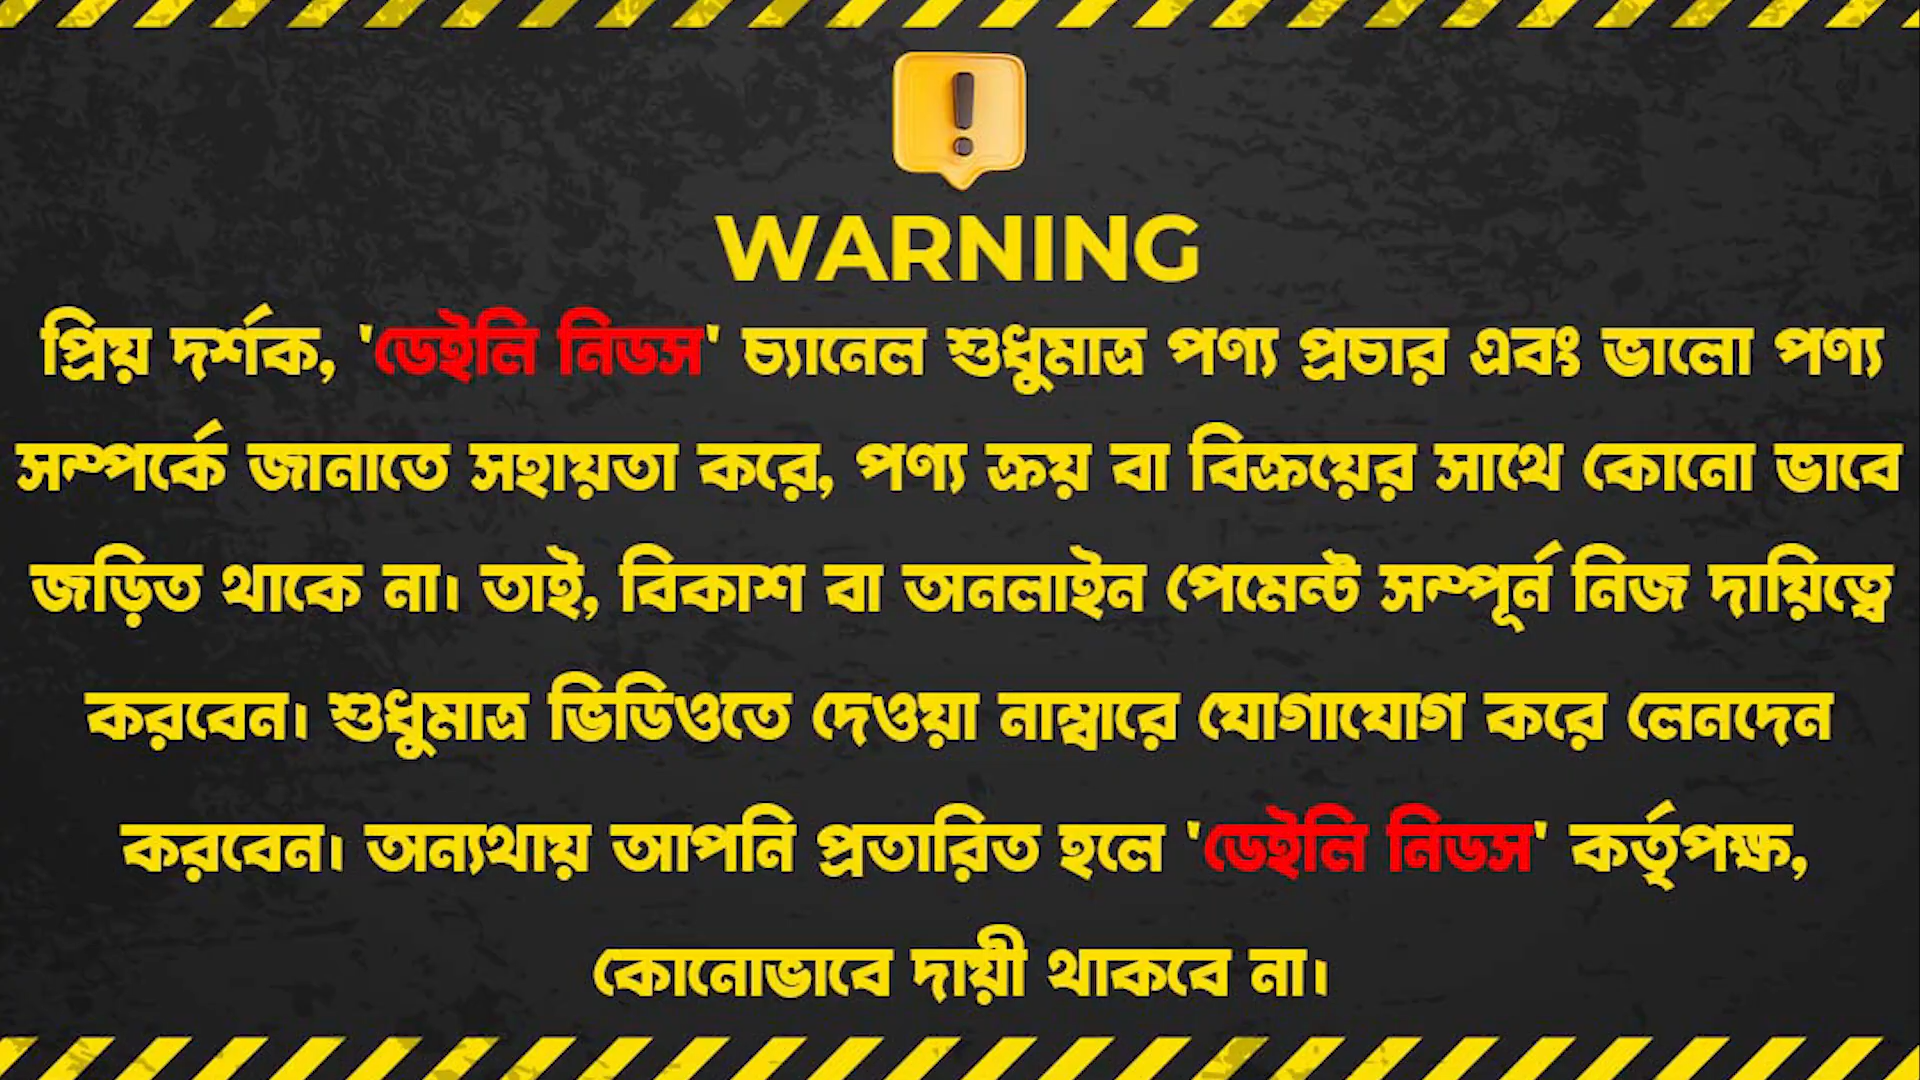 WARNING
প্রিয় দর্শক, 'ডেইলি নিডস' চ্যানেল শুধুমাত্র পণ্য প্রচার এবং ভালো পণ্য
সম্পর্কে জানাতে সহায়তা করে, পণ্য ক্রয় বা বিক্রয়ের সাথে কোনো ভাবে
জড়িত থাকে না। তাই, বিকাশ বা অনলাইন পেমেন্ট সম্পূর্ন নিজ দায়িত্বে
করবেন। শুধুমাত্র ভিডিওতে দেওয়া নাম্বারে যোগাযোগ করে লেনদেন
করবেন। অন্যথায় আপনি প্রতারিত হলে 'ডেইলি নিডস' কর্তৃপক্ষ,
কোনোভাবে দায়ী থাকবে না।